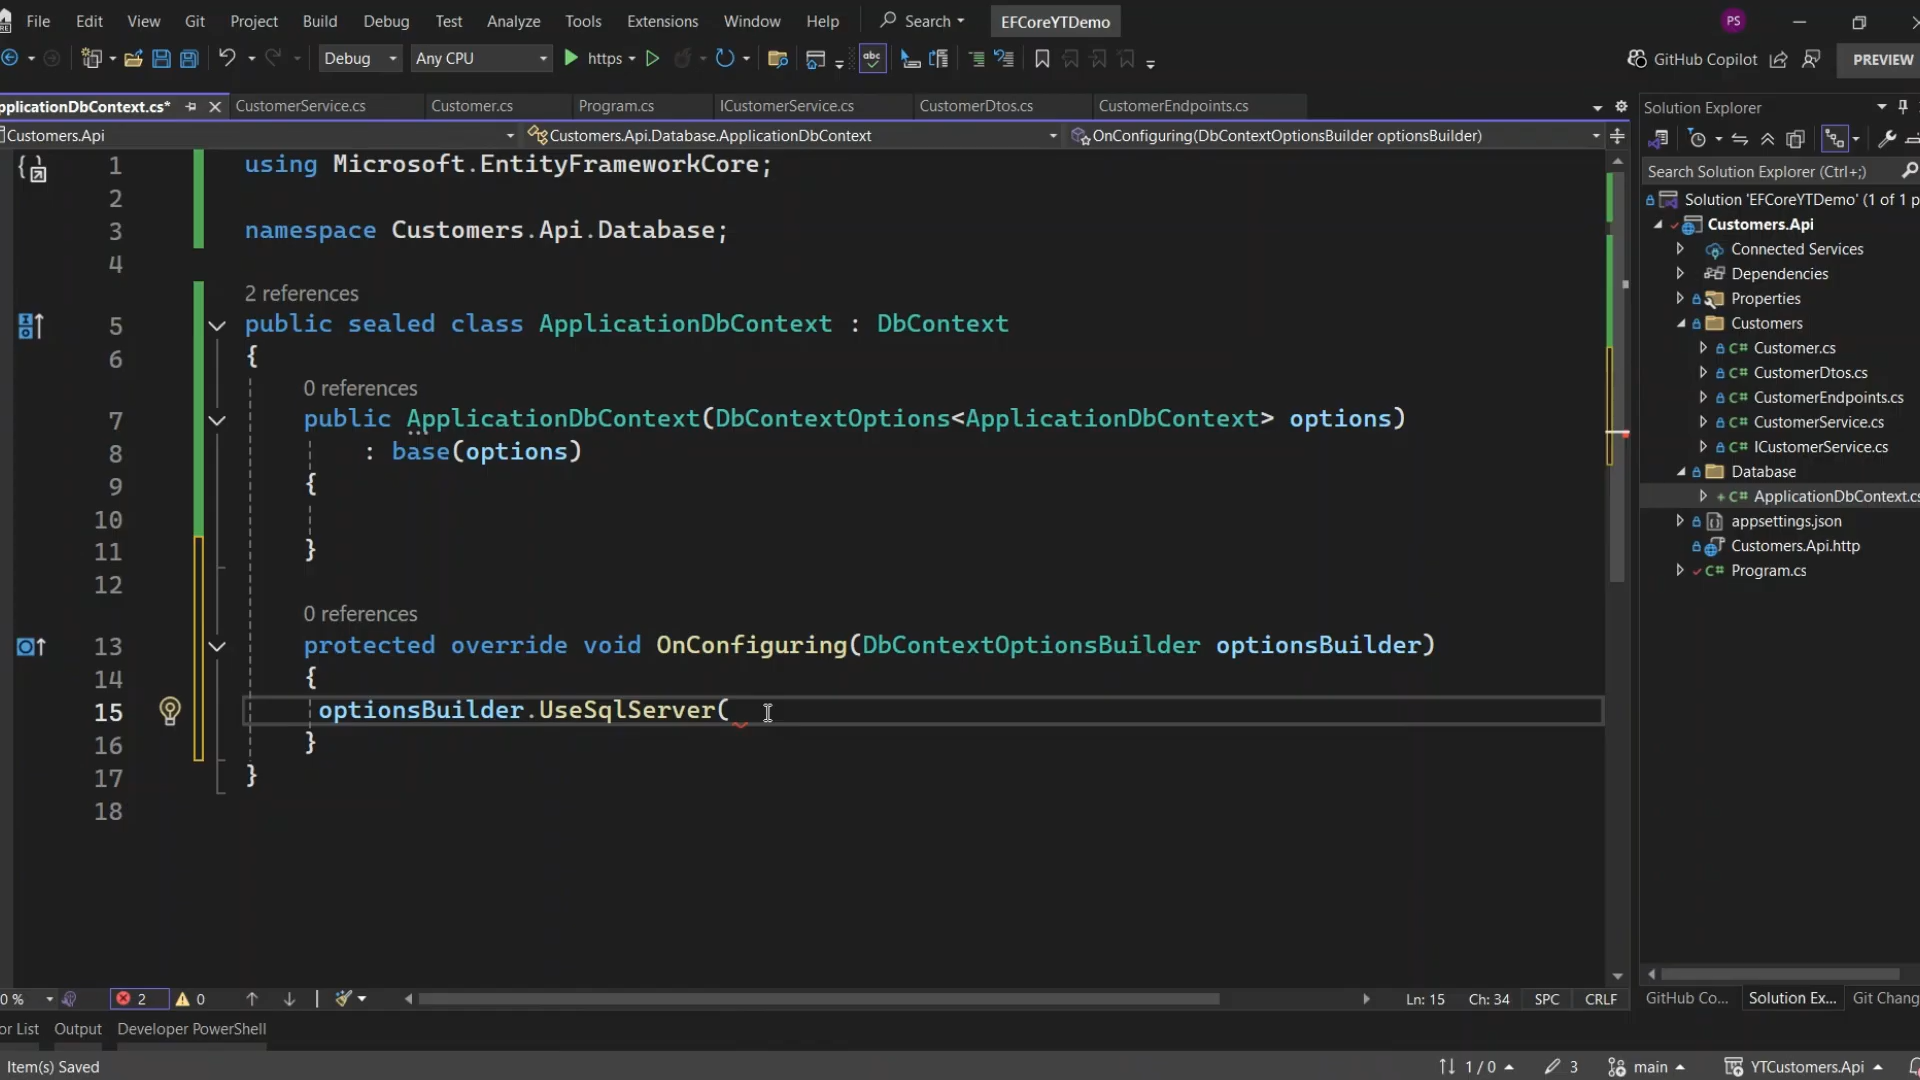 File Edit View Git Project Build Debug Test Analyze Tools Extensions Window Help Search EFCoreYTDemo PS
Debug Any CPU https GitHub Copilot PREVIEW
pplicationDbContext.cs* CustomerService.cs Customer.cs Program.cs ICustomerService.cs CustomerDtos.cs CustomerEndpoints.cs
Customers.Api Customers.Api.Database.ApplicationDbContext OnConfiguring(DbContextOptionsBuilder optionsBuilder)
1 using Microsoft.EntityFrameworkCore;
2
3 namespace Customers.Api.Database;
4
2 references
5 public sealed class ApplicationDbContext : DbContext
6 {
0 references
7 public ApplicationDbContext(DbContextOptions<ApplicationDbContext> options)
8 : base(options)
9 {
10
11 }
12
0 references
13 protected override void OnConfiguring(DbContextOptionsBuilder optionsBuilder)
14 {
15 optionsBuilder.UseSqlServer(
16 }
17 }
18
0 % 2 0 Ln: 15 Ch: 34 SPC CRLF
or List Output Developer PowerShell
Item(s) Saved 1 / 0 3 main YTCustomers.Api
Solution Explorer
Search Solution Explorer (Ctrl+;)
Solution 'EFCoreYTDemo' (1 of 1 p
Customers.Api
Connected Services
Dependencies
Properties
Customers
C# Customer.cs
C# CustomerDtos.cs
C# CustomerEndpoints.cs
C# CustomerService.cs
C# ICustomerService.cs
Database
C# ApplicationDbContext.cs
appsettings.json
Customers.Api.http
C# Program.cs
GitHub Co... Solution Ex... Git Chang